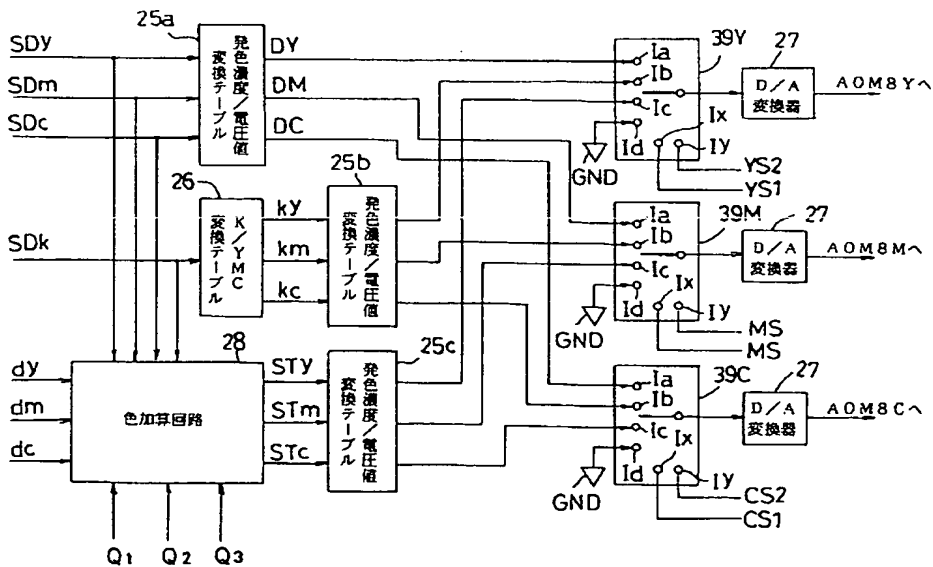 SDy
SDm
SDc
SDk
25a
発色濃度/電圧値
変換テーブル
DY
DM
DC
26
K/YMC
変換テーブル
ky
km
kc
25b
発色濃度/電圧値
変換テーブル
dy
dm
dc
28
色加算回路
Q1 Q2 Q3
STy
STm
STc
25c
発色濃度/電圧値
変換テーブル
39Y
Ia
Ib
Ic
Id
Ix
Iy
GND
YS2
YS1
27
D/A
変換器
AOM8Yへ
39M
Ia
Ib
Ic
Id
Ix
Iy
GND
MS
MS
27
D/A
変換器
AOM8Mへ
39C
Ia
Ib
Ic
Id
Ix
Iy
GND
CS2
CS1
27
D/A
変換器
AOM8Cへ